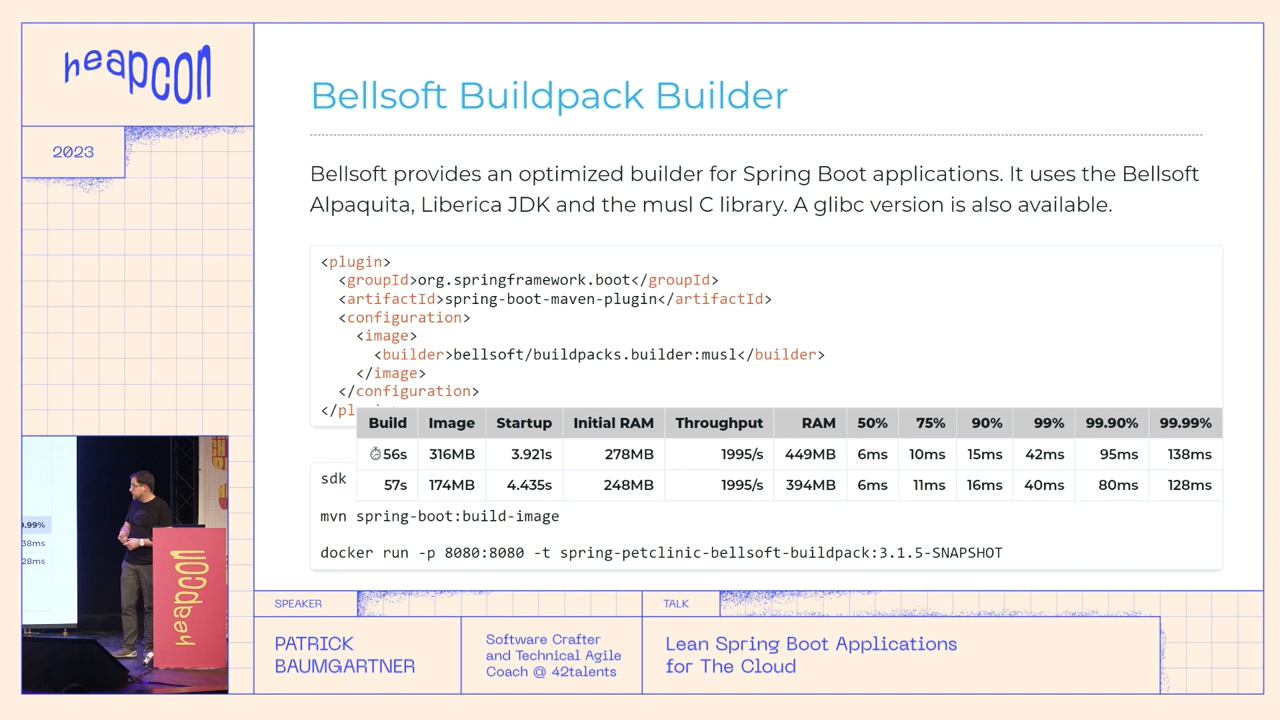 heapcon
2023
Bellsoft Buildpack Builder
Bellsoft provides an optimized builder for Spring Boot applications. It uses the Bellsoft
Alpaquita, Liberica JDK and the musl C library. A glibc version is also available.
<plugin>
<groupId>org.springframework.boot</groupId>
<artifactId>spring-boot-maven-plugin</artifactId>
<configuration>
<image>
<builder>bellsoft/buildpacks.builder:musl</builder>
</image>
</configuration>
</pl
Build Image Startup Initial RAM Throughput RAM 50% 75% 90% 99% 99.90% 99.99%
⏱56s 316MB 3.921s 278MB 1995/s 449MB 6ms 10ms 15ms 42ms 95ms 138ms
57s 174MB 4.435s 248MB 1995/s 394MB 6ms 11ms 16ms 40ms 80ms 128ms
sdk
mvn spring-boot:build-image
docker run -p 8080:8080 -t spring-petclinic-bellsoft-buildpack:3.1.5-SNAPSHOT
9.99%
38ms
28ms
heapcon
SPEAKER
PATRICK
BAUMGARTNER
Software Crafter
and Technical Agile
Coach @ 42talents
TALK
Lean Spring Boot Applications
for The Cloud